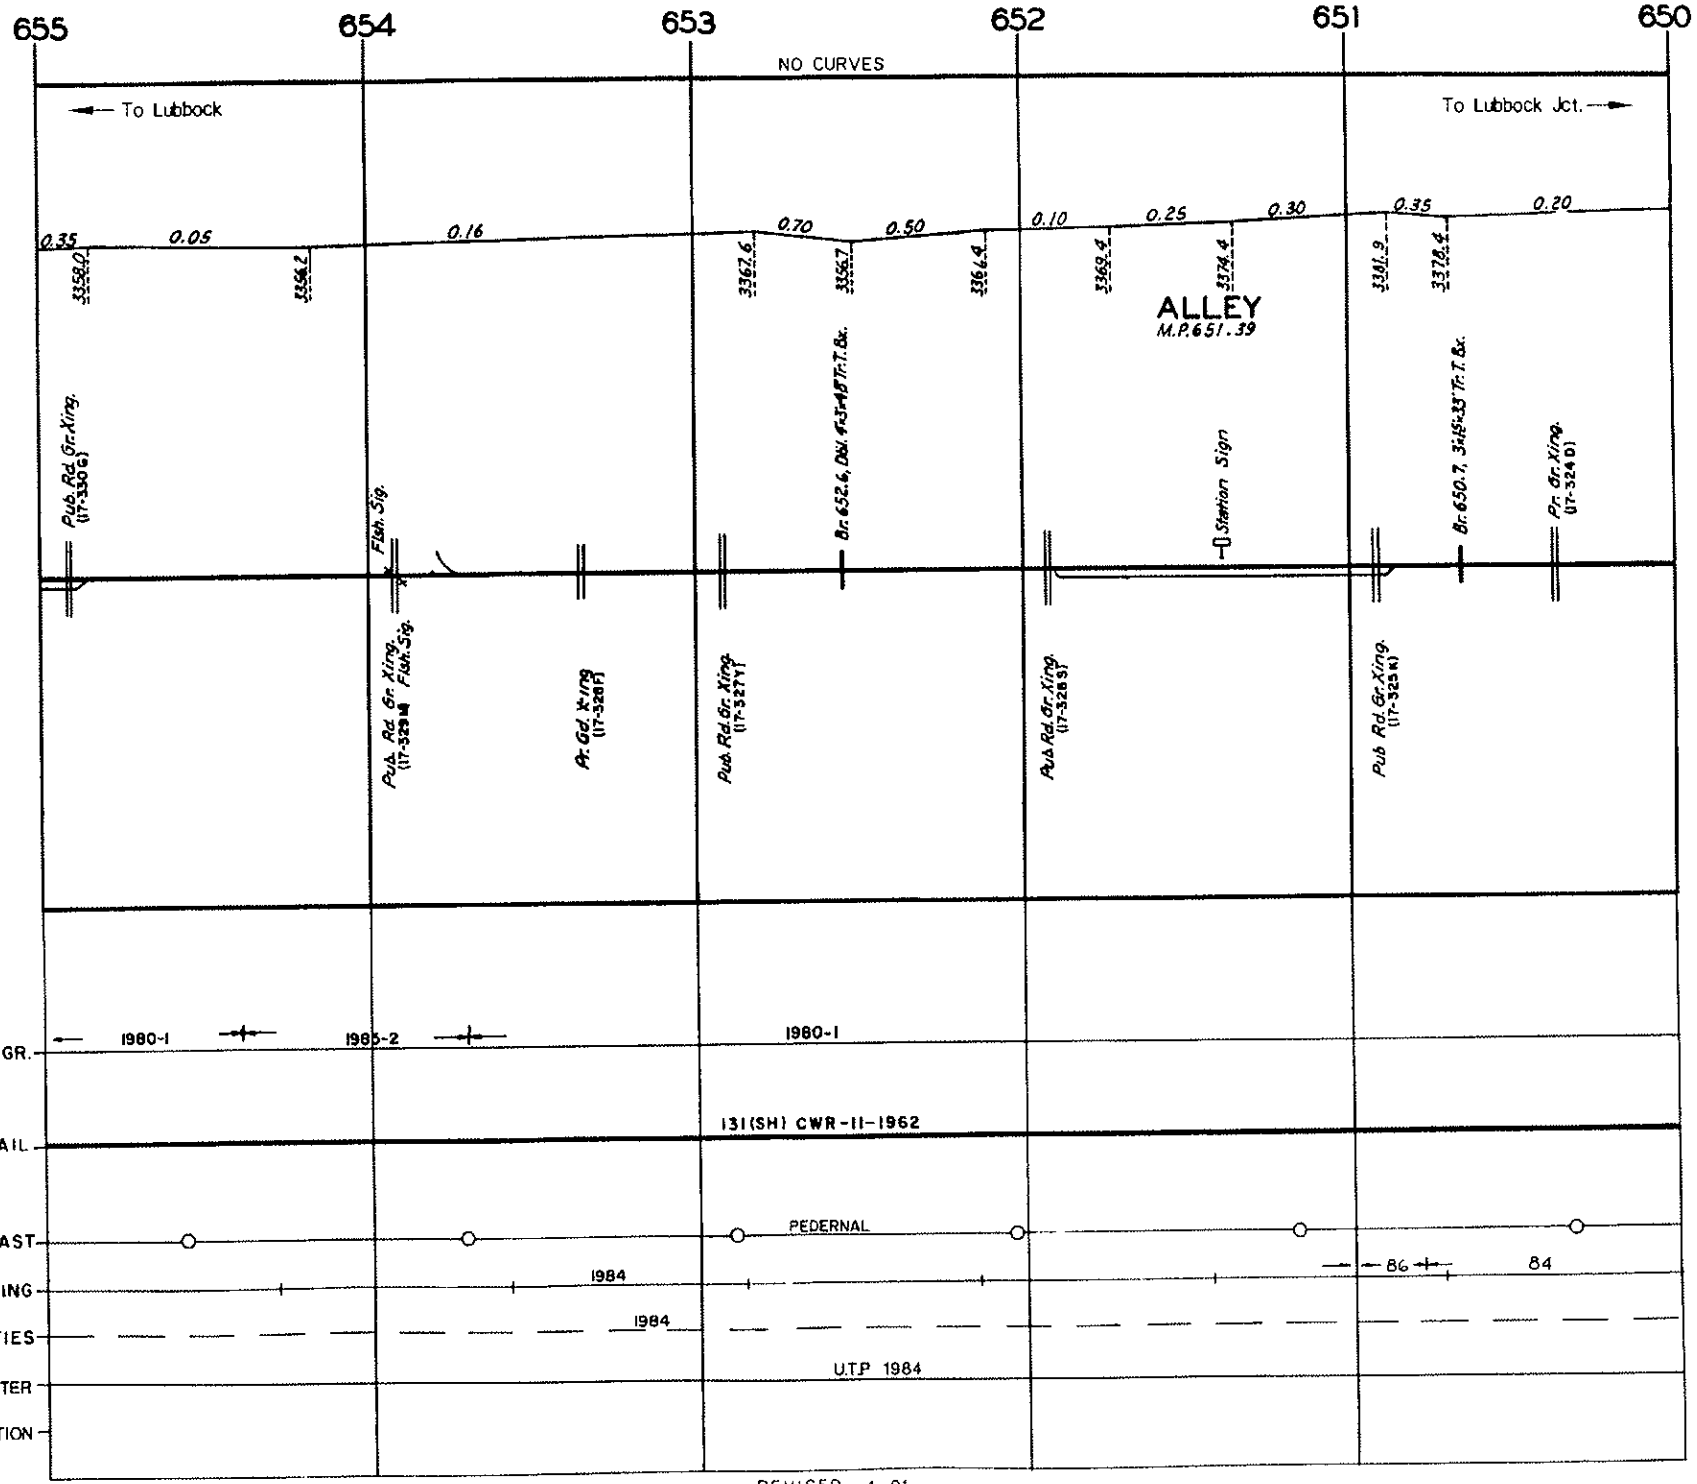 655 654 653 652 651 650
NO CURVES
To Lubbock
To Lubbock Jct.
0.35 0.05 0.16 0.70 0.50 0.10 0.25 0.30 0.35 0.20
3358.0
3356.2
3367.6
3356.7
3366.4
3369.4
3374.4
3381.9
3378.4
ALLEY
M.P. 651.39
Pub. Rd. Gr. Xing.
(17-330G)
Flsh. Sig.
Br. 652.6, Dbl. Tr. T. Bx.
Station Sign
Br. 650.7, Tr. T. Bx.
Pr. Gr. Xing.
(17-324D)
Pub. Rd. Gr. Xing.
(17-329M)
Flsh. Sig.
Pr. Gd. X-ing
(17-328F)
Pub. Rd. Gr. Xing.
(17-327Y)
Pub. Rd. Gr. Xing.
Pub Rd. Gr. Xing.
(17-325K)
GR. 1980-1 1985-2 1980-1
AIL 131(SH) CWR-11-1962
AST PEDERNAL
ING 1984 86 84
TIES 1984
TER U.T.P 1984
TION